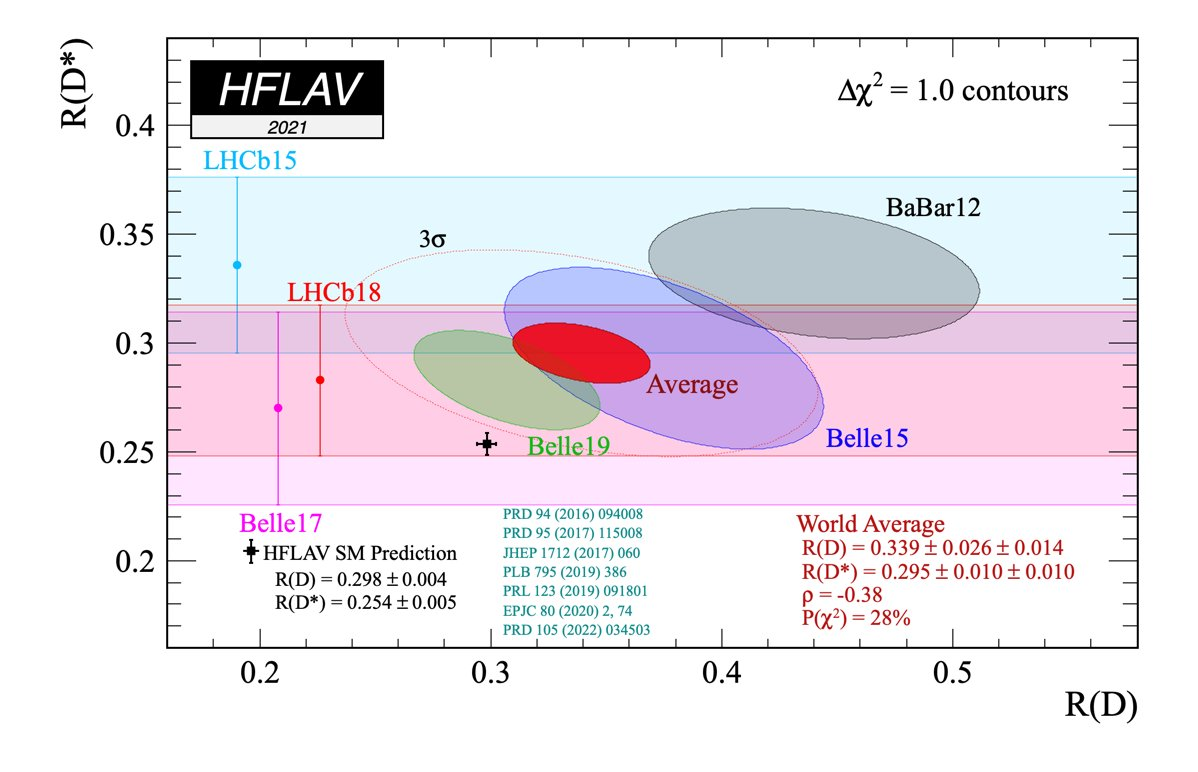 R(D*)
HFLAV
2021
Δχ² = 1.0 contours
0.4
LHCb15
BaBar12
0.35
3σ
LHCb18
0.3
Average
Belle19
Belle15
0.25
Belle17
HFLAV SM Prediction
R(D) = 0.298 ± 0.004
R(D*) = 0.254 ± 0.005
PRD 94 (2016) 094008
PRD 95 (2017) 115008
JHEP 1712 (2017) 060
PLB 795 (2019) 386
PRL 123 (2019) 091801
EPJC 80 (2020) 2, 74
PRD 105 (2022) 034503
World Average
R(D) = 0.339 ± 0.026 ± 0.014
R(D*) = 0.295 ± 0.010 ± 0.010
ρ = -0.38
P(χ²) = 28%
0.2
0.2 0.3 0.4 0.5
R(D)